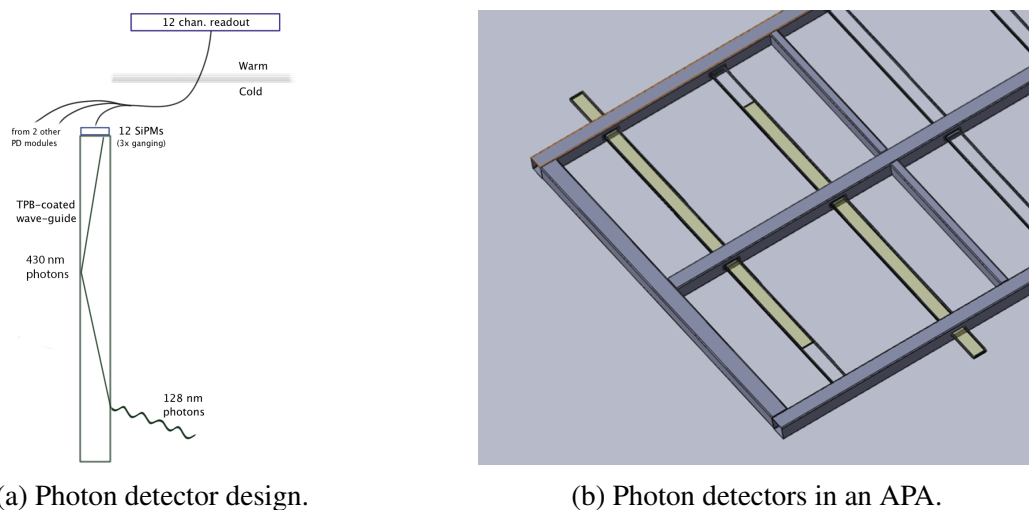 12 chan. readout
Warm
Cold
from 2 other
PD modules
12 SiPMs
(3x ganging)
TPB-coated
wave-guide
430 nm
photons
128 nm
photons
a) Photon detector design.
(b) Photon detectors in an APA.